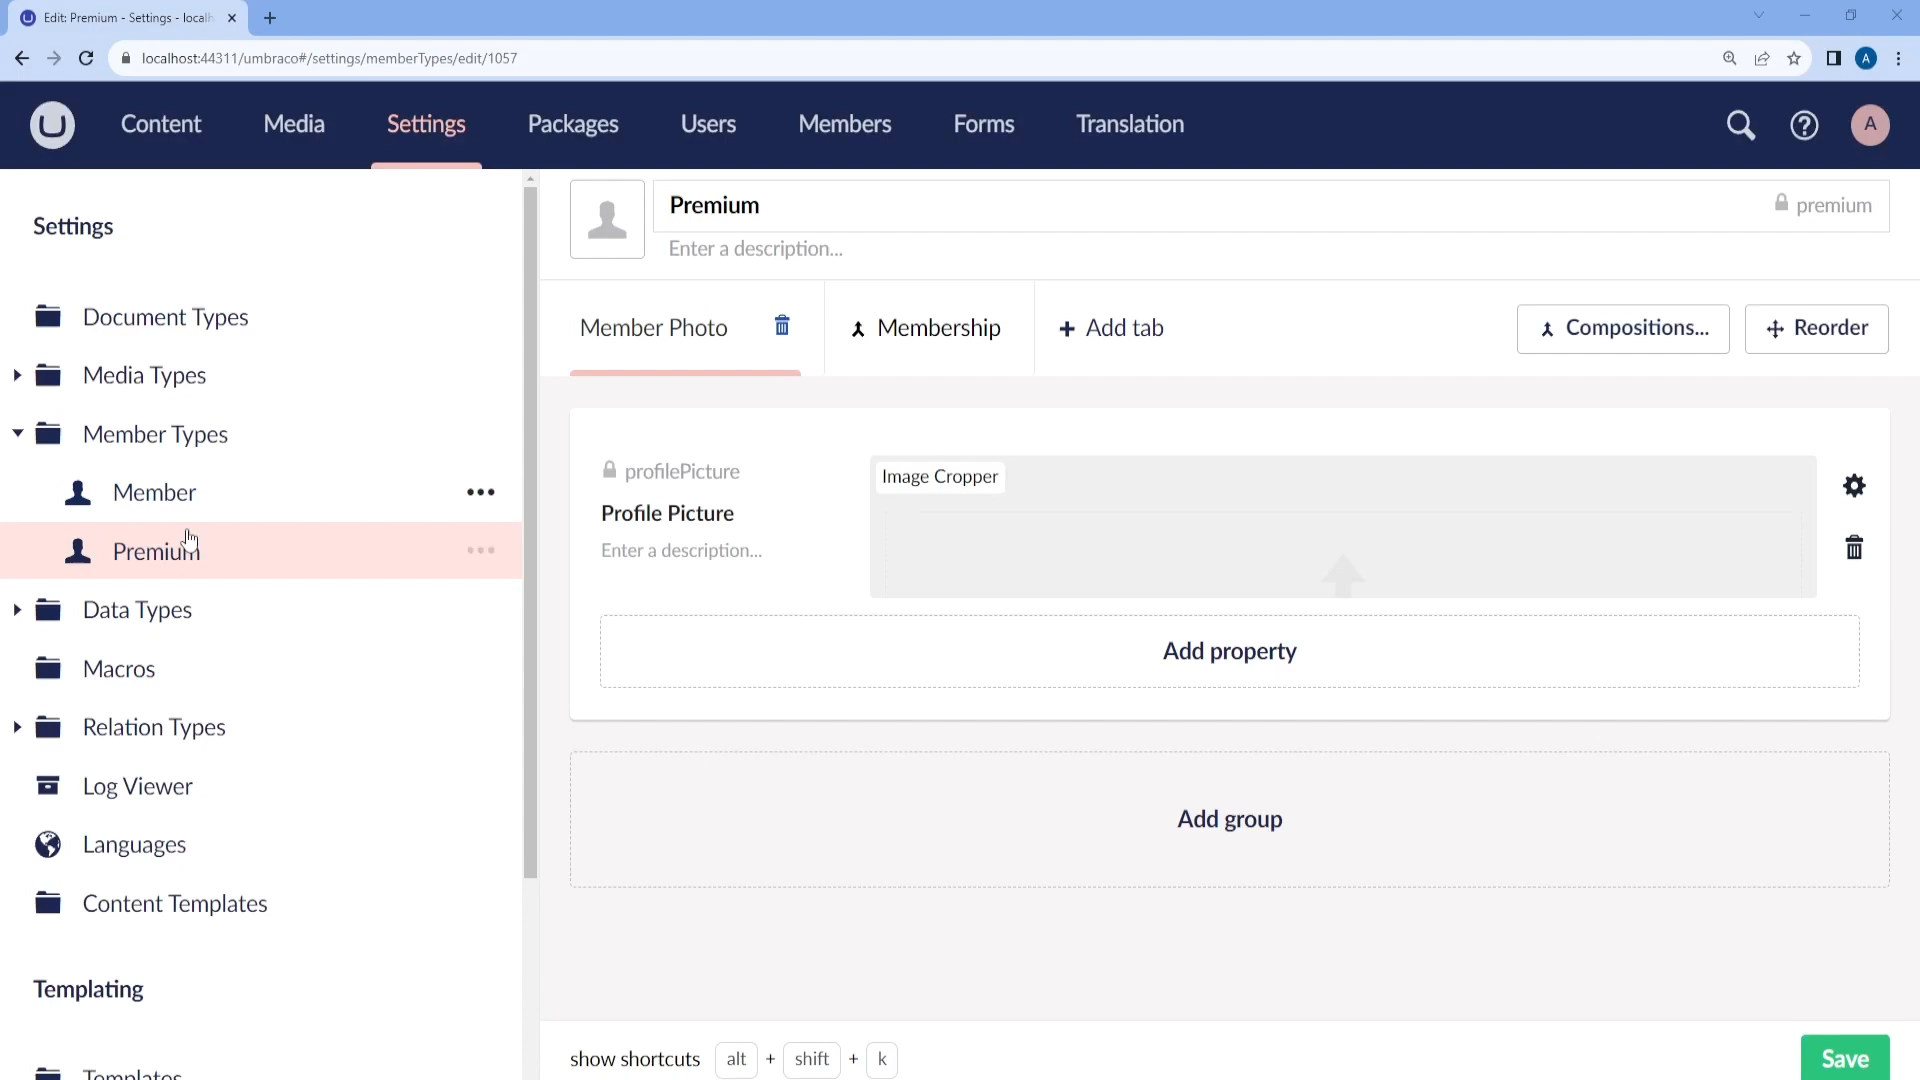 Edit: Premium - Settings - localh
localhost:44311/umbraco#/settings/memberTypes/edit/1057
A
Content
Media
Settings
Packages
Users
Members
Forms
Translation
A
Settings
Document Types
Media Types
Member Types
Member
Premium
Data Types
Macros
Relation Types
Log Viewer
Languages
Content Templates
Templating
Templates
Premium
premium
Enter a description...
Member Photo
Membership
Add tab
Compositions...
Reorder
profilePicture
Profile Picture
Enter a description...
Image Cropper
Add property
Add group
show shortcuts alt + shift + k
Save